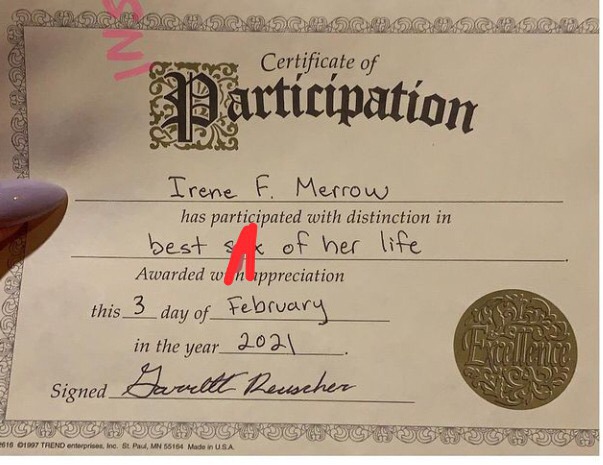 INS
Certificate of
Participation
Irene F. Merrow
has participated with distinction in
best of her life
Awarded appreciation
this 3 day of February
in the year 2021.
Excellence
Signed Garrett Reuscher
©1997 TREND enterprises, Inc. St. Paul, MN 55164 Made in U.S.A.